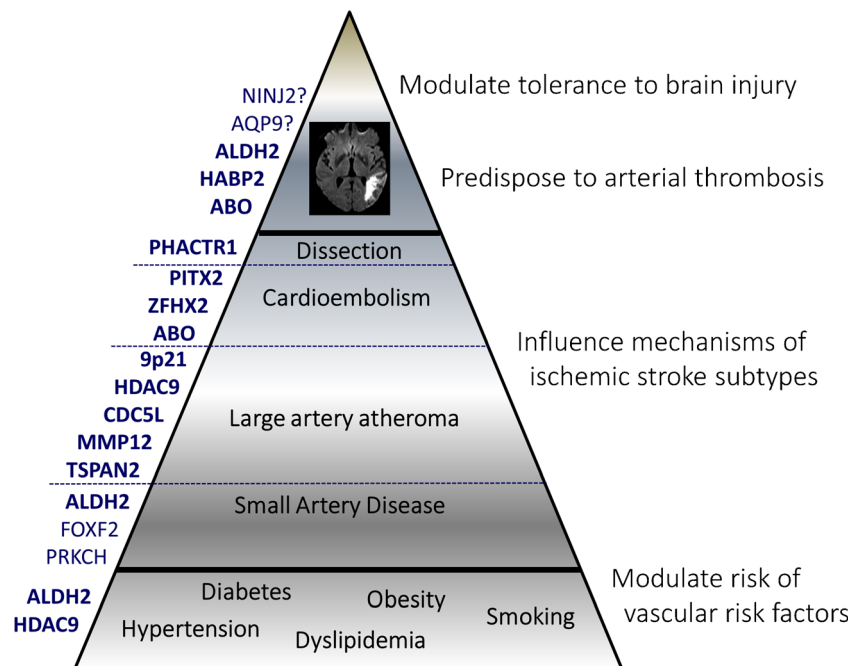 Modulate tolerance to brain injury
NINJ2?
AQP9?
ALDH2
HABP2
ABO
Predispose to arterial thrombosis
PHACTR1
Dissection
PITX2
ZFHX2
ABO
Cardioembolism
Influence mechanisms of
ischemic stroke subtypes
9p21
HDAC9
CDC5L
MMP12
TSPAN2
Large artery atheroma
ALDH2
FOXF2
PRKCH
Small Artery Disease
Modulate risk of
vascular risk factors
ALDH2
HDAC9
Diabetes
Obesity
Smoking
Hypertension
Dyslipidemia